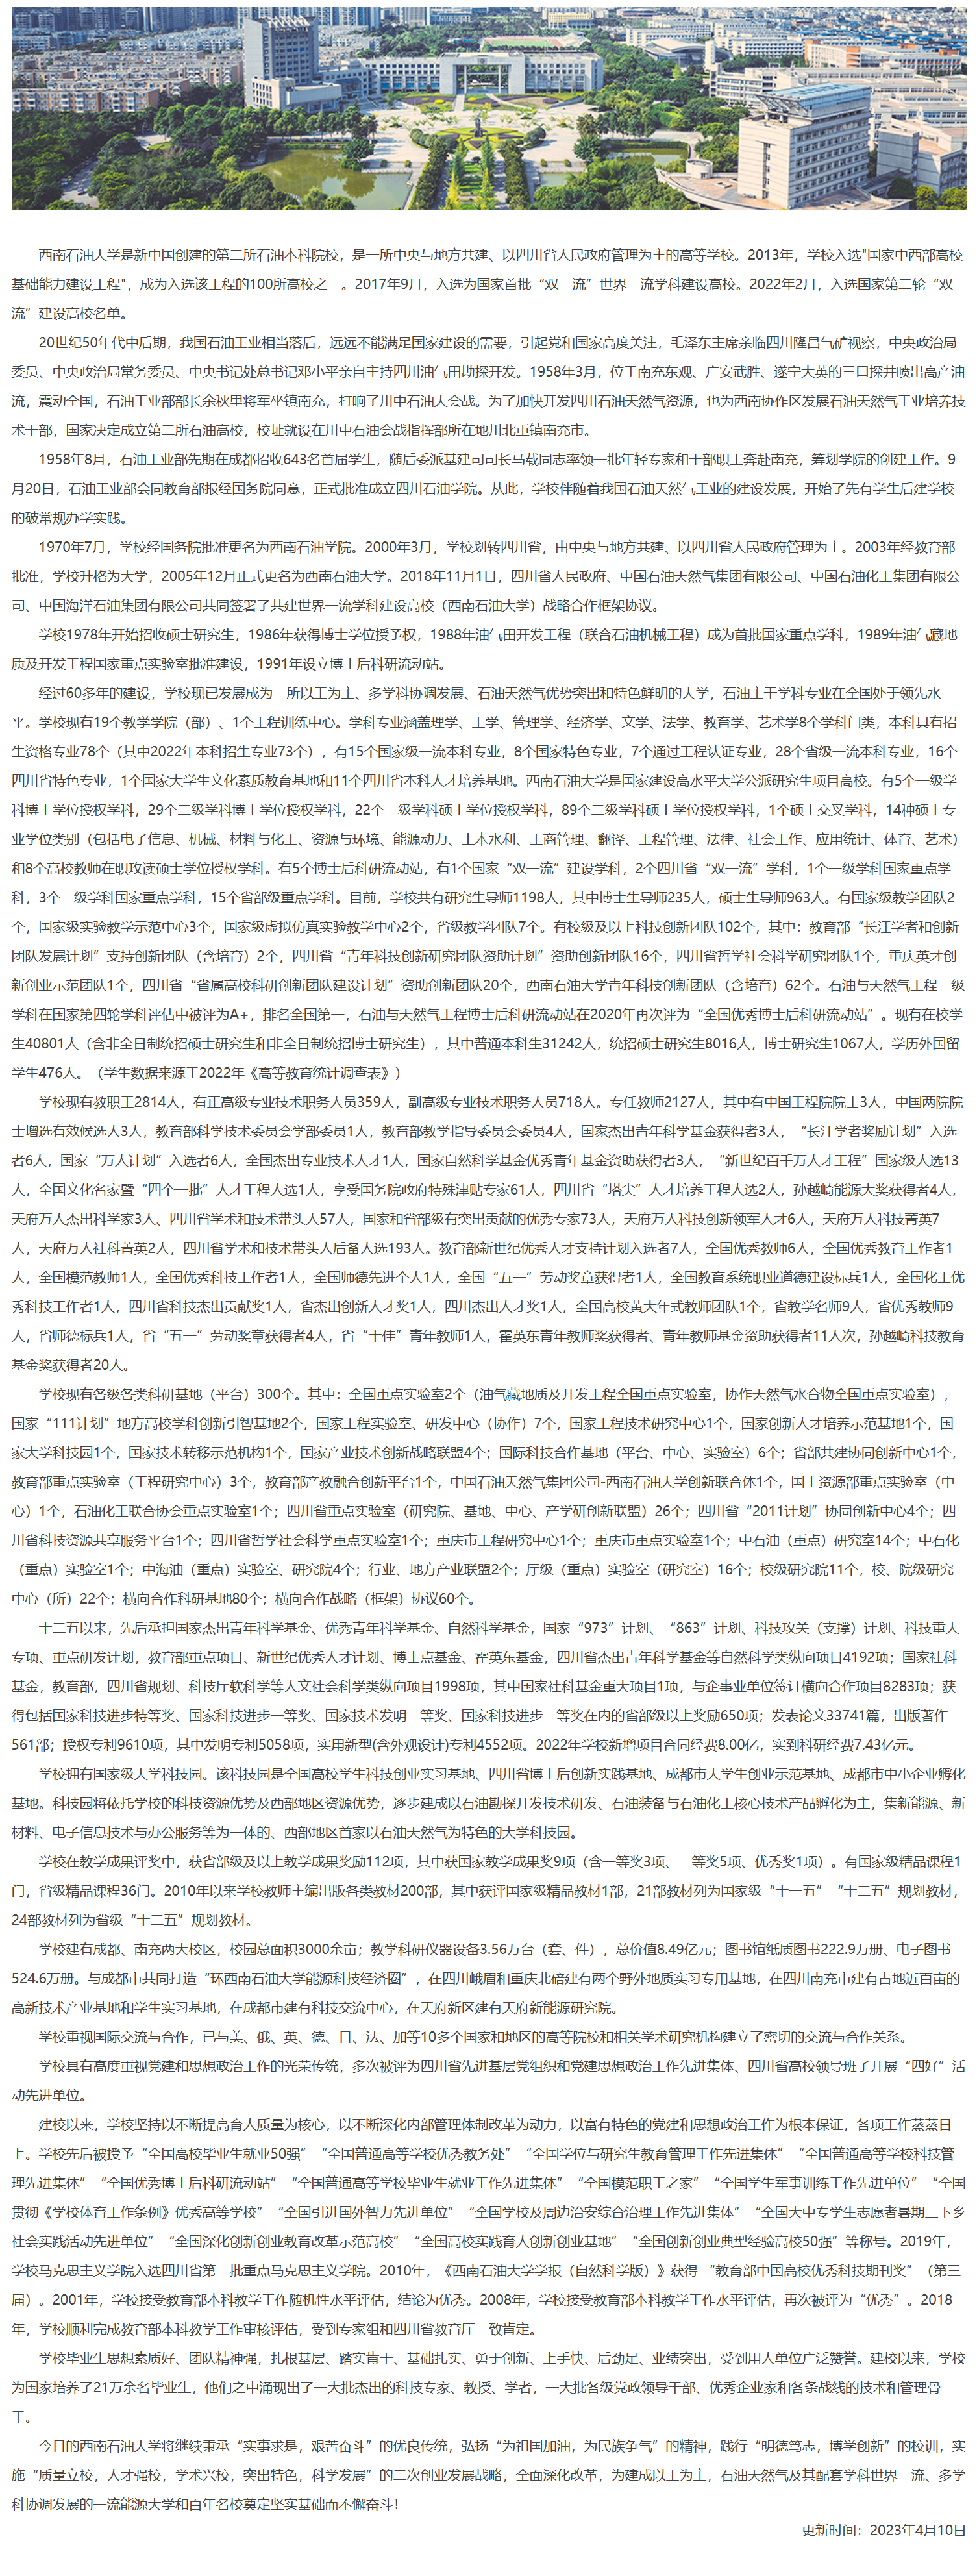 西南石油大学是新中国创建的第二所石油本科院校，是一所中央与地方共建、以四川省人民政府管理为主的高等学校。2013年，学校入选"国家中西部高校
基础能力建设工程"，成为入选该工程的100所高校之一。2017年9月，入选为国家首批“双一流”世界一流学科建设高校。2022年2月，入选国家第二轮“双一
流”建设高校名单。
20世纪50年代中后期，我国石油工业相当落后，远远不能满足国家建设的需要，引起党和国家高度关注，毛泽东主席亲临四川隆昌气矿视察，中央政治局
委员、中央政治局常务委员、中央书记处总书记邓小平亲自主持四川油气田勘探开发。1958年3月，位于南充东观、广安武胜、遂宁大英的三口探井喷出高产油
流，震动全国，石油工业部部长余秋里将军坐镇南充，打响了川中石油大会战。为了加快开发四川石油天然气资源，也为西南协作区发展石油天然气工业培养技
术干部，国家决定成立第二所石油高校，校址就设在川中石油会战指挥部所在地川北重镇南充市。
1958年8月，石油工业部先期在成都招收643名首届学生，随后委派基建司司长马载同志率领一批年轻专家和干部职工奔赴南充，筹划学院的创建工作。9
月20日，石油工业部会同教育部报经国务院同意，正式批准成立四川石油学院。从此，学校伴随着我国石油天然气工业的建设发展，开始了先有学生后建学校
的破常规办学实践。
1970年7月，学校经国务院批准更名为西南石油学院。2000年3月，学校划转四川省，由中央与地方共建、以四川省人民政府管理为主。2003年经教育部
批准，学校升格为大学，2005年12月正式更名为西南石油大学。2018年11月1日，四川省人民政府、中国石油天然气集团有限公司、中国石油化工集团有限公
司、中国海洋石油集团有限公司共同签署了共建世界一流学科建设高校（西南石油大学）战略合作框架协议。
学校1978年开始招收硕士研究生，1986年获得博士学位授予权，1988年油气田开发工程（联合石油机械工程）成为首批国家重点学科，1989年油气藏地
质及开发工程国家重点实验室批准建设，1991年设立博士后科研流动站。
经过60多年的建设，学校现已发展成为一所以工为主、多学科协调发展、石油天然气优势突出和特色鲜明的大学，石油主干学科专业在全国处于领先水
平。学校现有19个教学学院（部）、1个工程训练中心。学科专业涵盖理学、工学、管理学、经济学、文学、法学、教育学、艺术学8个学科门类，本科具有招
生资格专业78个（其中2022年本科招生专业73个），有15个国家级一流本科专业，8个国家特色专业，7个通过工程认证专业，28个省级一流本科专业，16个
四川省特色专业，1个国家大学生文化素质教育基地和11个四川省本科人才培养基地。西南石油大学是国家建设高水平大学公派研究生项目高校。有5个一级学
科博士学位授权学科，29个二级学科博士学位授权学科，22个一级学科硕士学位授权学科，89个二级学科硕士学位授权学科，1个硕士交叉学科，14种硕士专
业学位类别（包括电子信息、机械、材料与化工、资源与环境、能源动力、土木水利、工商管理、翻译、工程管理、法律、社会工作、应用统计、体育、艺术）
和8个高校教师在职攻读硕士学位授权学科。有5个博士后科研流动站，有1个国家“双一流”建设学科，2个四川省“双一流”学科，1个一级学科国家重点学
科，3个二级学科国家重点学科，15个省部级重点学科。目前，学校共有研究生导师1198人，其中博士生导师235人，硕士生导师963人。有国家级教学团队2
个，国家级实验教学示范中心3个，国家级虚拟仿真实验教学中心2个，省级教学团队7个。有校级及以上科技创新团队102个，其中：教育部“长江学者和创新
团队发展计划”支持创新团队（含培育）2个，四川省“青年科技创新研究团队资助计划”资助创新团队16个，四川省哲学社会科学研究团队1个，重庆英才创
新创业示范团队1个，四川省“省属高校科研创新团队建设计划”资助创新团队20个，西南石油大学青年科技创新团队（含培育）62个。石油与天然气工程一级
学科在国家第四轮学科评估中被评为A+，排名全国第一，石油与天然气工程博士后科研流动站在2020年再次评为“全国优秀博士后科研流动站”。现有在校学
生40801人（含非全日制统招硕士研究生和非全日制统招博士研究生），其中普通本科生31242人，统招硕士研究生8016人，博士研究生1067人，学历外国留
学生476人。（学生数据来源于2022年《高等教育统计调查表》）
学校现有教职工2814人，有正高级专业技术职务人员359人，副高级专业技术职务人员718人。专任教师2127人，其中有中国工程院院士3人，中国两院院
士增选有效候选人3人，教育部科学技术委员会学部委员1人，教育部教学指导委员会委员4人，国家杰出青年科学基金获得者3人，“长江学者奖励计划”入选
者6人，国家“万人计划”入选者6人，全国杰出专业技术人才1人，国家自然科学基金优秀青年基金资助获得者3人，“新世纪百千万人才工程”国家级人选13
人，全国文化名家暨“四个一批”人才工程人选1人，享受国务院政府特殊津贴专家61人，四川省“塔尖”人才培养工程人选2人，孙越崎能源大奖获得者4人，
天府万人杰出科学家3人、四川省学术和技术带头人57人，国家和省部级有突出贡献的优秀专家73人，天府万人科技创新领军人才6人，天府万人科技菁英7
人，天府万人社科菁英2人，四川省学术和技术带头人后备人选193人。教育部新世纪优秀人才支持计划入选者7人，全国优秀教师6人，全国优秀教育工作者1
人，全国模范教师1人，全国优秀科技工作者1人，全国师德先进个人1人，全国“五一”劳动奖章获得者1人，全国教育系统职业道德建设标兵1人，全国化工优
秀科技工作者1人，四川省科技杰出贡献奖1人，省杰出创新人才奖1人，四川杰出人才奖1人，全国高校黄大年式教师团队1个，省教学名师9人，省优秀教师9
人，省师德标兵1人，省“五一”劳动奖章获得者4人，省“十佳”青年教师1人，霍英东青年教师奖获得者、青年教师基金资助获得者11人次，孙越崎科技教育
基金奖获得者20人。
学校现有各级各类科研基地（平台）300个。其中：全国重点实验室2个（油气藏地质及开发工程全国重点实验室，协作天然气水合物全国重点实验室），
国家“111计划”地方高校学科创新引智基地2个，国家工程实验室、研发中心（协作）7个，国家工程技术研究中心1个，国家创新人才培养示范基地1个，国
家大学科技园1个，国家技术转移示范机构1个，国家产业技术创新战略联盟4个；国际科技合作基地（平台、中心、实验室）6个；省部共建协同创新中心1个，
教育部重点实验室（工程研究中心）3个，教育部产教融合创新平台1个，中国石油天然气集团公司-西南石油大学创新联合体1个，国土资源部重点实验室（中
心）1个，石油化工联合协会重点实验室1个；四川省重点实验室（研究院、基地、中心、产学研创新联盟）26个；四川省“2011计划”协同创新中心4个；四
川省科技资源共享服务平台1个；四川省哲学社会科学重点实验室1个；重庆市工程研究中心1个；重庆市重点实验室1个；中石油（重点）研究室14个；中石化
（重点）实验室1个；中海油（重点）实验室、研究院4个；行业、地方产业联盟2个；厅级（重点）实验室（研究室）16个；校级研究院11个，校、院级研究
中心（所）22个；横向合作科研基地80个；横向合作战略（框架）协议60个。
十二五以来，先后承担国家杰出青年科学基金、优秀青年科学基金、自然科学基金，国家“973”计划、“863”计划、科技攻关（支撑）计划、科技重大
专项、重点研发计划，教育部重点项目、新世纪优秀人才计划、博士点基金、霍英东基金，四川省杰出青年科学基金等自然科学类纵向项目4192项；国家社科
基金，教育部，四川省规划、科技厅软科学等人文社会科学类纵向项目1998项，其中国家社科基金重大项目1项，与企事业单位签订横向合作项目8283项；获
得包括国家科技进步特等奖、国家科技进步一等奖、国家技术发明二等奖、国家科技进步二等奖在内的省部级以上奖励650项；发表论文33741篇，出版著作
561部；授权专利9610项，其中发明专利5058项，实用新型(含外观设计)专利4552项。2022年学校新增项目合同经费8.00亿，实到科研经费7.43亿元。
学校拥有国家级大学科技园。该科技园是全国高校学生科技创业实习基地、四川省博士后创新实践基地、成都市大学生创业示范基地、成都市中小企业孵化
基地。科技园将依托学校的科技资源优势及西部地区资源优势，逐步建成以石油勘探开发技术研发、石油装备与石油化工核心技术产品孵化为主，集新能源、新
材料、电子信息技术与办公服务等为一体的、西部地区首家以石油天然气为特色的大学科技园。
学校在教学成果评奖中，获省部级及以上教学成果奖励112项，其中获国家教学成果奖9项（含一等奖3项、二等奖5项、优秀奖1项）。有国家级精品课程1
门，省级精品课程36门。2010年以来学校教师主编出版各类教材200部，其中获评国家级精品教材1部，21部教材列为国家级“十一五”“十二五”规划教材，
24部教材列为省级“十二五”规划教材。
学校建有成都、南充两大校区，校园总面积3000余亩；教学科研仪器设备3.56万台（套、件），总价值8.49亿元；图书馆纸质图书222.9万册、电子图书
524.6万册。与成都市共同打造“环西南石油大学能源科技经济圈”，在四川峨眉和重庆北碚建有两个野外地质实习专用基地，在四川南充市建有占地近百亩的
高新技术产业基地和学生实习基地，在成都市建有科技交流中心，在天府新区建有天府新能源研究院。
学校重视国际交流与合作，已与美、俄、英、德、日、法、加等10多个国家和地区的高等院校和相关学术研究机构建立了密切的交流与合作关系。
学校具有高度重视党建和思想政治工作的光荣传统，多次被评为四川省先进基层党组织和党建思想政治工作先进集体、四川省高校领导班子开展“四好”活
动先进单位。
建校以来，学校坚持以不断提高育人质量为核心，以不断深化内部管理体制改革为动力，以富有特色的党建和思想政治工作为根本保证，各项工作蒸蒸日
上。学校先后被授予“全国高校毕业生就业50强”“全国普通高等学校优秀教务处”“全国学位与研究生教育管理工作先进集体”“全国普通高等学校科技管
理先进集体”“全国优秀博士后科研流动站”“全国普通高等学校毕业生就业工作先进集体”“全国模范职工之家”“全国学生军事训练工作先进单位”“全国
贯彻《学校体育工作条例》优秀高等学校”“全国引进国外智力先进单位”“全国学校及周边治安综合治理工作先进集体”“全国大中专学生志愿者暑期三下乡
社会实践活动先进单位”“全国深化创新创业教育改革示范高校”“全国高校实践育人创新创业基地”“全国创新创业典型经验高校50强”等称号。2019年，
学校马克思主义学院入选四川省第二批重点马克思主义学院。2010年，《西南石油大学学报（自然科学版）》获得 “教育部中国高校优秀科技期刊奖”（第三
届）。2001年，学校接受教育部本科教学工作随机性水平评估，结论为优秀。2008年，学校接受教育部本科教学工作水平评估，再次被评为“优秀”。2018
年，学校顺利完成教育部本科教学工作审核评估，受到专家组和四川省教育厅一致肯定。
学校毕业生思想素质好、团队精神强，扎根基层、踏实肯干、基础扎实、勇于创新、上手快、后劲足、业绩突出，受到用人单位广泛赞誉。建校以来，学校
为国家培养了21万余名毕业生，他们之中涌现出了一大批杰出的科技专家、教授、学者，一大批各级党政领导干部、优秀企业家和各条战线的技术和管理骨
干。
今日的西南石油大学将继续秉承“实事求是，艰苦奋斗”的优良传统，弘扬“为祖国加油，为民族争气”的精神，践行“明德笃志，博学创新”的校训，实
施“质量立校，人才强校，学术兴校，突出特色，科学发展”的二次创业发展战略，全面深化改革，为建成以工为主，石油天然气及其配套学科世界一流、多学
科协调发展的一流能源大学和百年名校奠定坚实基础而不懈奋斗！
更新时间：2023年4月10日